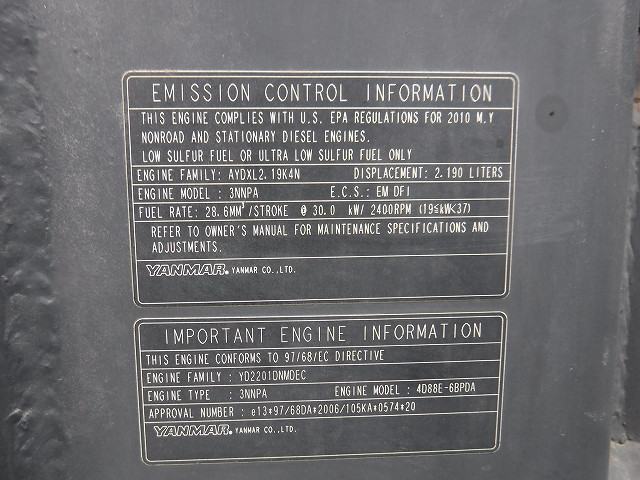 EMISSION CONTROL INFORMATION
THIS ENGINE COMPLIES WITH U.S. EPA REGULATIONS FOR 2010 M.Y
NONROAD AND STATIONARY DIESEL ENGINES.
LOW SULFUR FUEL OR ULTRA LOW SULFUR FUEL ONLY
ENGINE FAMILY: AYDXL2.19K4N DISPLACEMENT: 2.190 LITERS
ENGINE MODEL : 3NNPA E.C.S.: EM DFI
FUEL RATE: 28.6MM³/STROKE @ 30.0 kW/ 2400RPM (19≤kW<37)
REFER TO OWNER'S MANUAL FOR MAINTENANCE SPECIFICATIONS AND
ADJUSTMENTS.
YANMAR. YANMAR CO.,LTD.
IMPORTANT ENGINE INFORMATION
THIS ENGINE CONFORMS TO 97/68/EC DIRECTIVE
ENGINE FAMILY : YD2201DNMDEC
ENGINE TYPE : 3NNPA ENGINE MODEL : 4D88E-6BPDA
APPROVAL NUMBER : e13*97/68DA*2006/105KA*0574*20
YANMAR. YANMAR CO.,LTD.